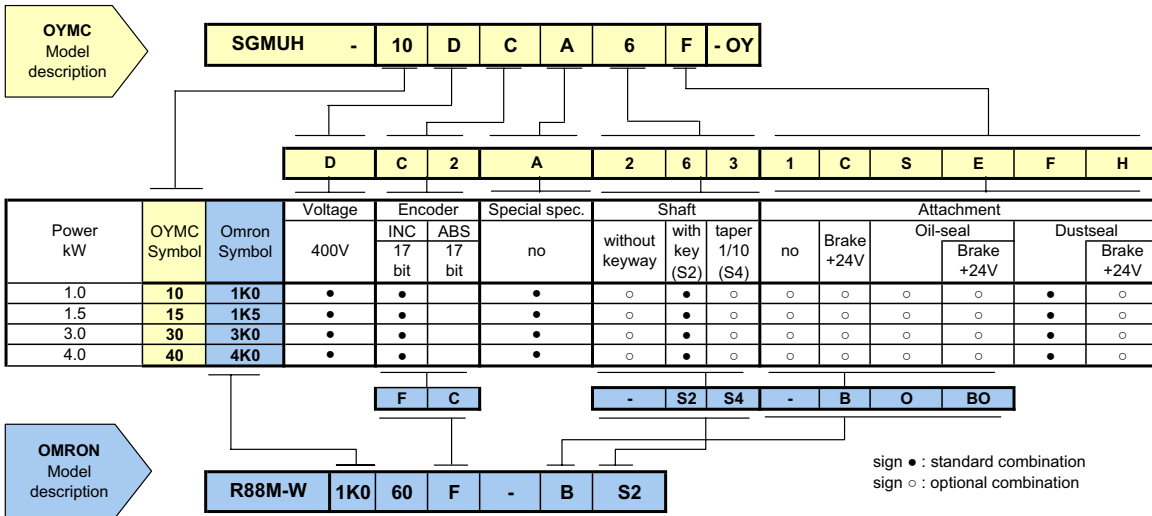 OYMC
Model
description
SGMUH - 10 D C A 6 F - OY
D C 2 A 2 6 3 1 C S E F H
Power
kW
OYMC
Symbol
Omron
Symbol
Voltage Encoder Special spec. Shaft Attachment
400V
INC ABS
17
bit
17
bit
no
without
keyway
with
key
(S2)
taper
1/10
(S4)
no
Brake
+24V
Oil-seal
Brake
+24V
Dustseal
Brake
+24V
1.0 10 1K0 ● ● ● ○ ● ○ ○ ○ ○ ○ ● ○
1.5 15 1K5 ● ● ● ○ ● ○ ○ ○ ○ ○ ● ○
3.0 30 3K0 ● ● ● ○ ● ○ ○ ○ ○ ○ ● ○
4.0 40 4K0 ● ● ● ○ ● ○ ○ ○ ○ ○ ● ○
F C - S2 S4 - B O BO
OMRON
Model
description
R88M-W 1K0 60 F - B S2
sign ● : standard combination
sign ○ : optional combination